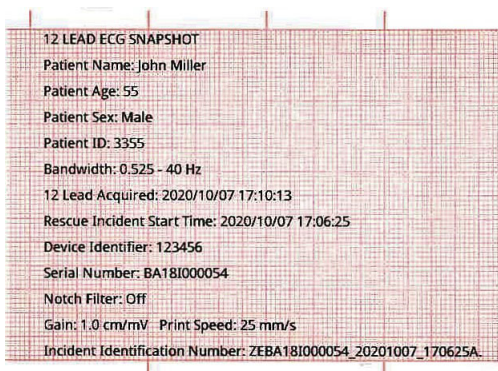 12 LEAD ECG SNAPSHOT
Patient Name: John Miller
Patient Age: 55
Patient Sex: Male
Patient ID: 3355
Bandwidth: 0.525 - 40 Hz
12 Lead Acquired: 2020/10/07 17:10:13
Rescue Incident Start Time: 2020/10/07 17:06:25
Device Identifier: 123456
Serial Number: BA18I000054
Notch Filter: Off
Gain: 1.0 cm/mV Print Speed: 25 mm/s
Incident Identification Number: ZEBA18I000054_20201007_170625A.